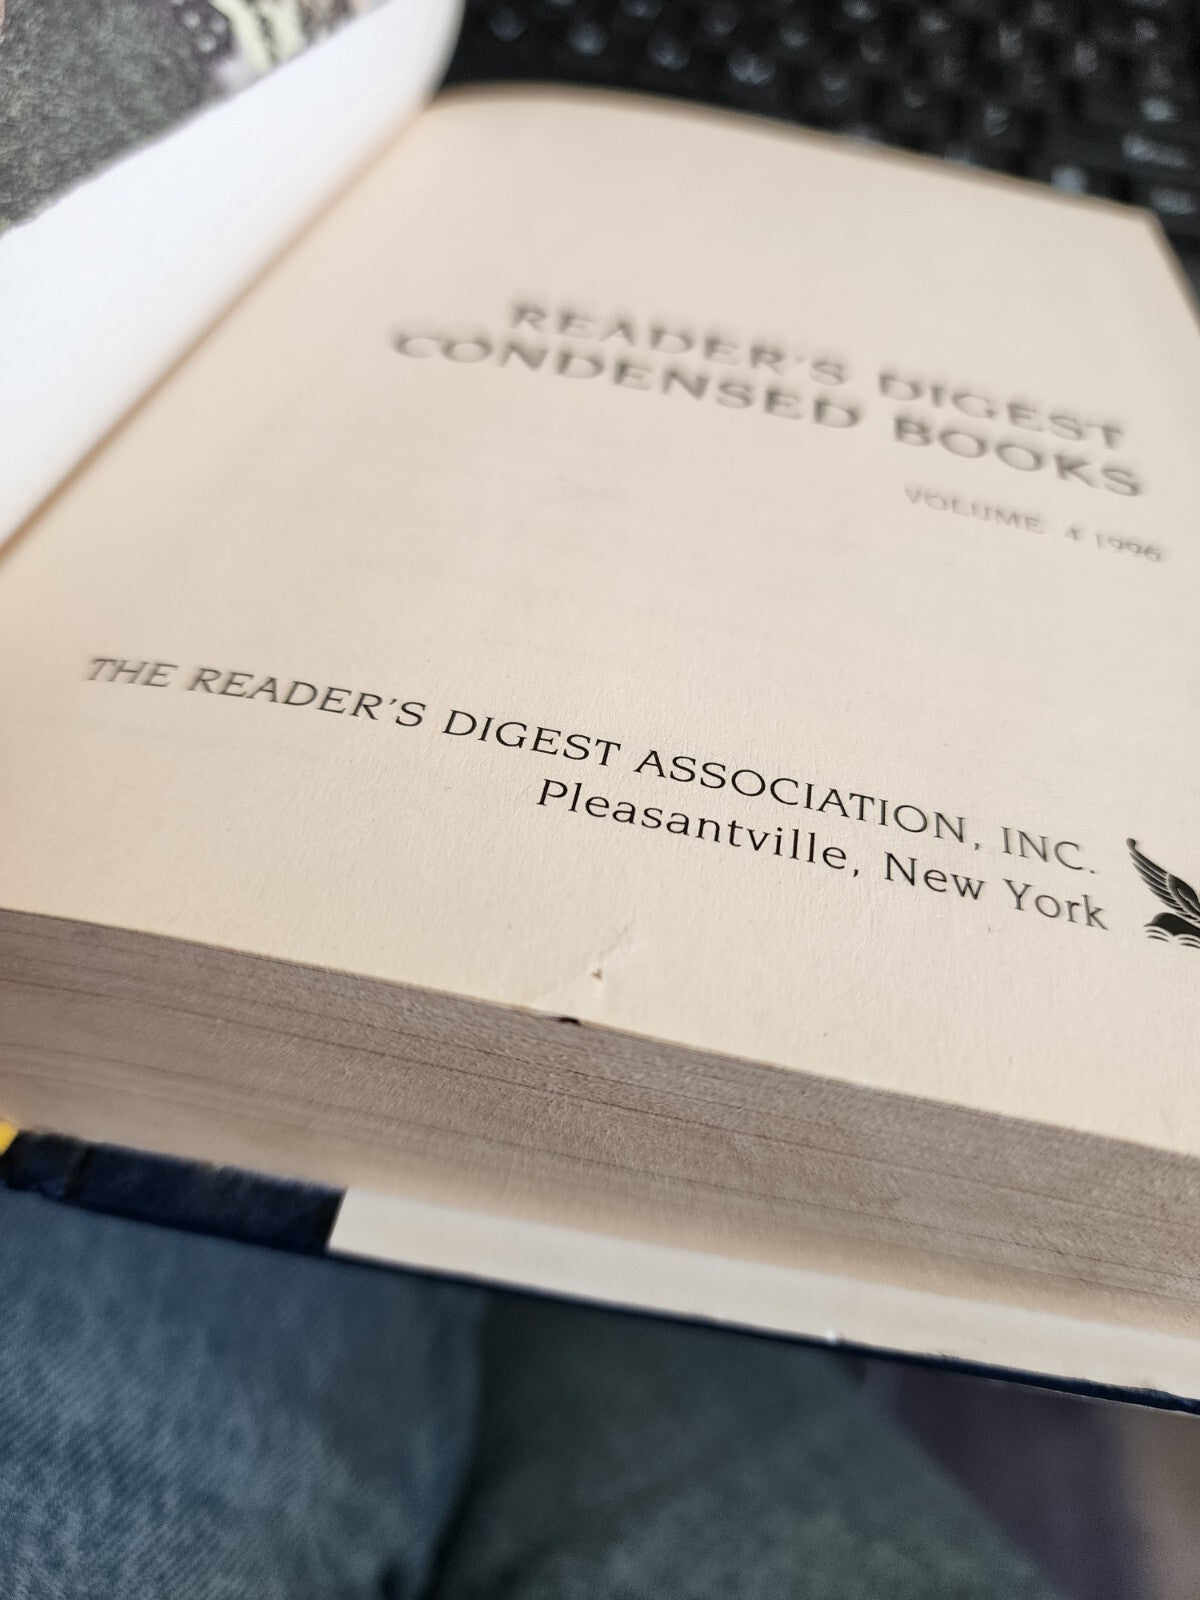 READER'S DIGEST
CONDENSED BOOKS
VOLUME 4 1996
THE READER'S DIGEST ASSOCIATION, INC.
Pleasantville, New York